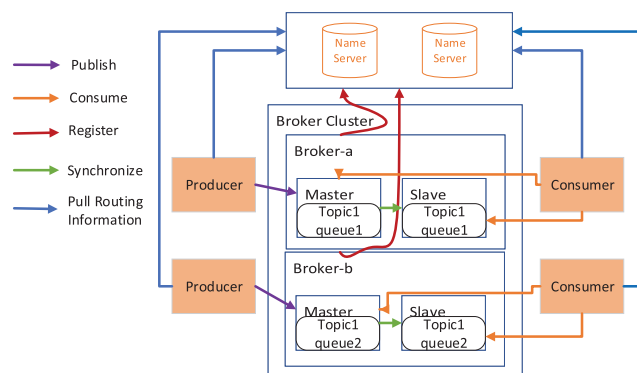 Name
Server
Name
Server
Publish
Consume
Register
Synchronize
Pull Routing
Information
Broker Cluster
Broker-a
Producer
Master
Topic1
queue1
Slave
Topic1
queue1
Consumer
Broker-b
Producer
Master
Topic1
queue2
Slave
Topic1
queue2
Consumer